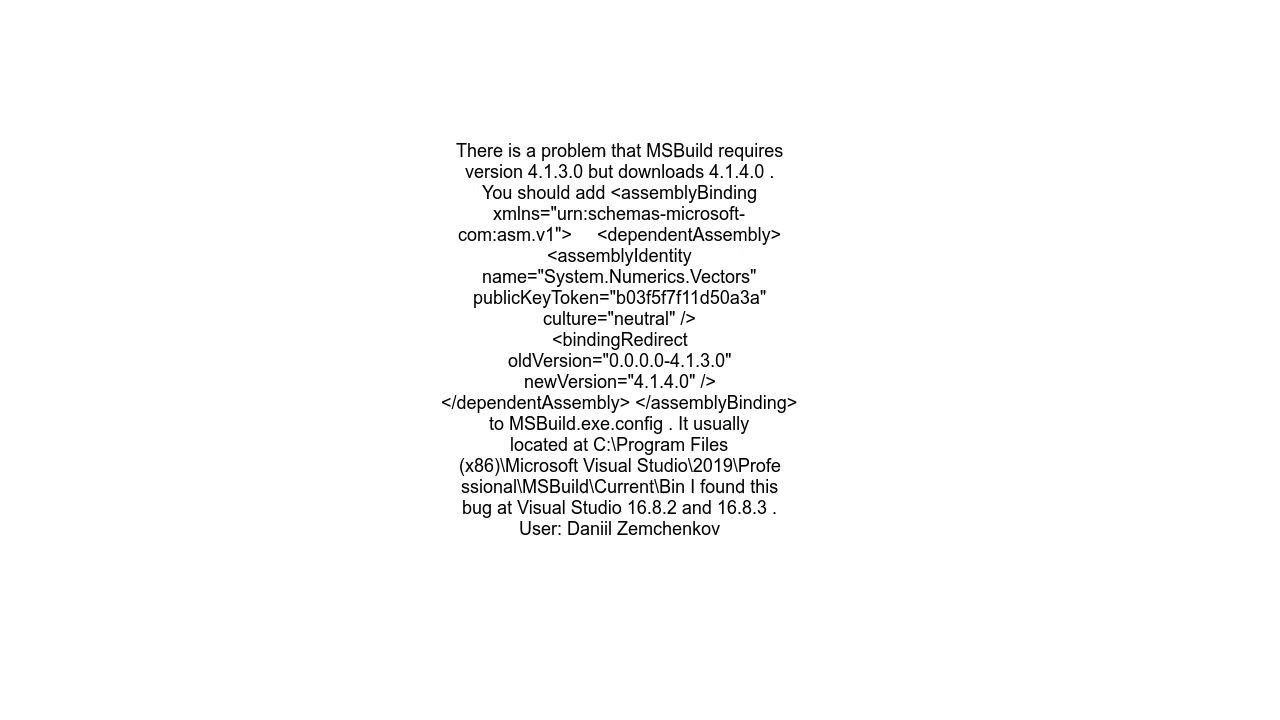 There is a problem that MSBuild requires
version 4.1.3.0 but downloads 4.1.4.0 .
You should add <assemblyBinding
xmlns="urn:schemas-microsoft-
com:asm.v1">     <dependentAssembly>
<assemblyIdentity
name="System.Numerics.Vectors"
publicKeyToken="b03f5f7f11d50a3a"
culture="neutral" />
<bindingRedirect
oldVersion="0.0.0.0-4.1.3.0"
newVersion="4.1.4.0" />
</dependentAssembly> </assemblyBinding>
to MSBuild.exe.config . It usually
located at C:\Program Files
(x86)\Microsoft Visual Studio\2019\Profe
ssional\MSBuild\Current\Bin I found this
bug at Visual Studio 16.8.2 and 16.8.3 .
User: Daniil Zemchenkov